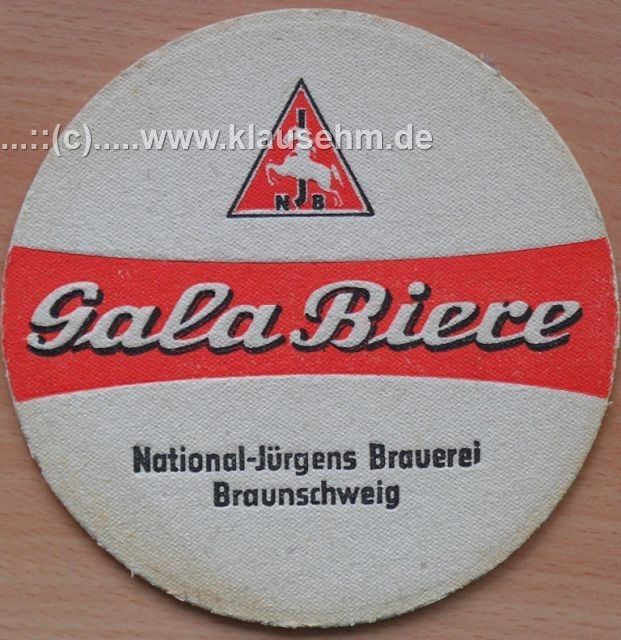 ...::(c).....www.klausehm.de
J
N B
Gala Biere
National-Jürgens Brauerei
Braunschweig